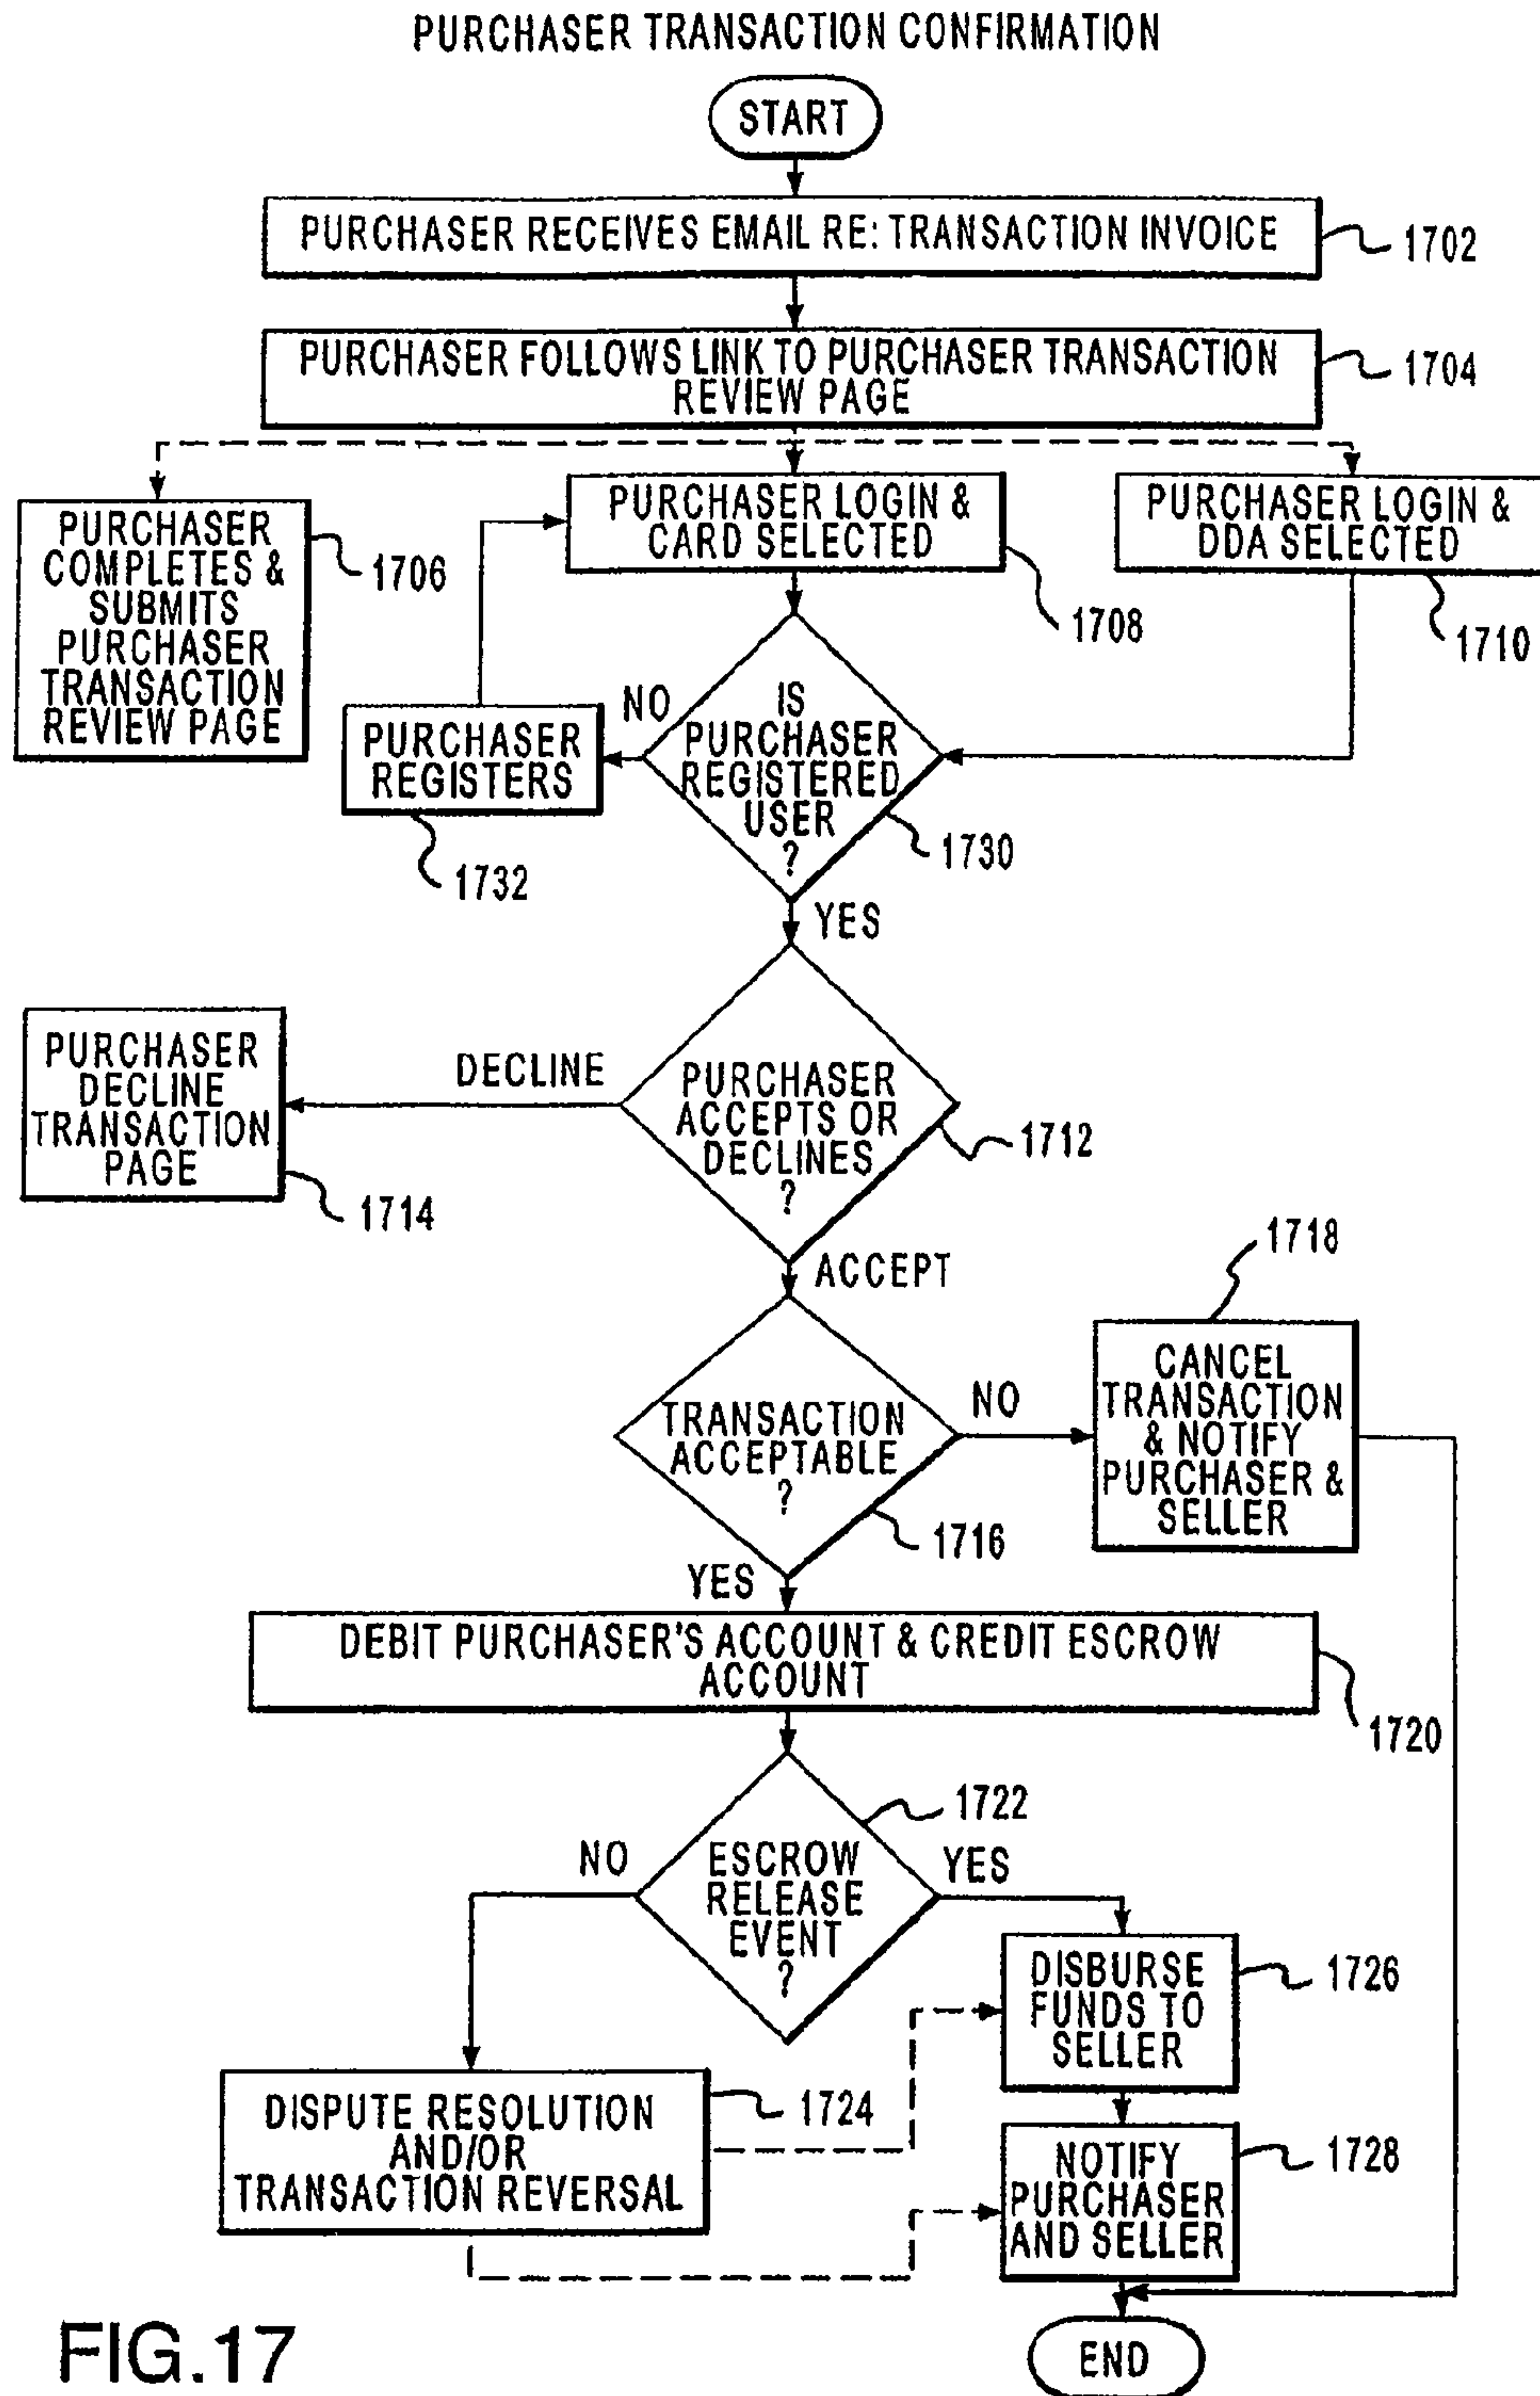 PURCHASER TRANSACTION CONFIRMATION
START
PURCHASER RECEIVES EMAIL RE: TRANSACTION INVOICE
1702
PURCHASER FOLLOWS LINK TO PURCHASER TRANSACTION
REVIEW PAGE
1704
PURCHASER
COMPLETES &
SUBMITS
PURCHASER
TRANSACTION
REVIEW PAGE
1706
PURCHASER LOGIN &
CARD SELECTED
1708
PURCHASER LOGIN &
DDA SELECTED
1710
IS
PURCHASER
REGISTERED
USER
?
1730
NO
PURCHASER
REGISTERS
1732
YES
PURCHASER
ACCEPTS OR
DECLINES
?
1712
DECLINE
PURCHASER
DECLINE
TRANSACTION
PAGE
1714
ACCEPT
TRANSACTION
ACCEPTABLE
?
1716
NO
1718
CANCEL
TRANSACTION
& NOTIFY
PURCHASER &
SELLER
YES
DEBIT PURCHASER'S ACCOUNT & CREDIT ESCROW
ACCOUNT
1720
ESCROW
RELEASE
EVENT
?
1722
NO
YES
DISBURSE
FUNDS TO
SELLER
1726
DISPUTE RESOLUTION
AND/OR
TRANSACTION REVERSAL
1724
NOTIFY
PURCHASER
AND SELLER
1728
END
FIG.17